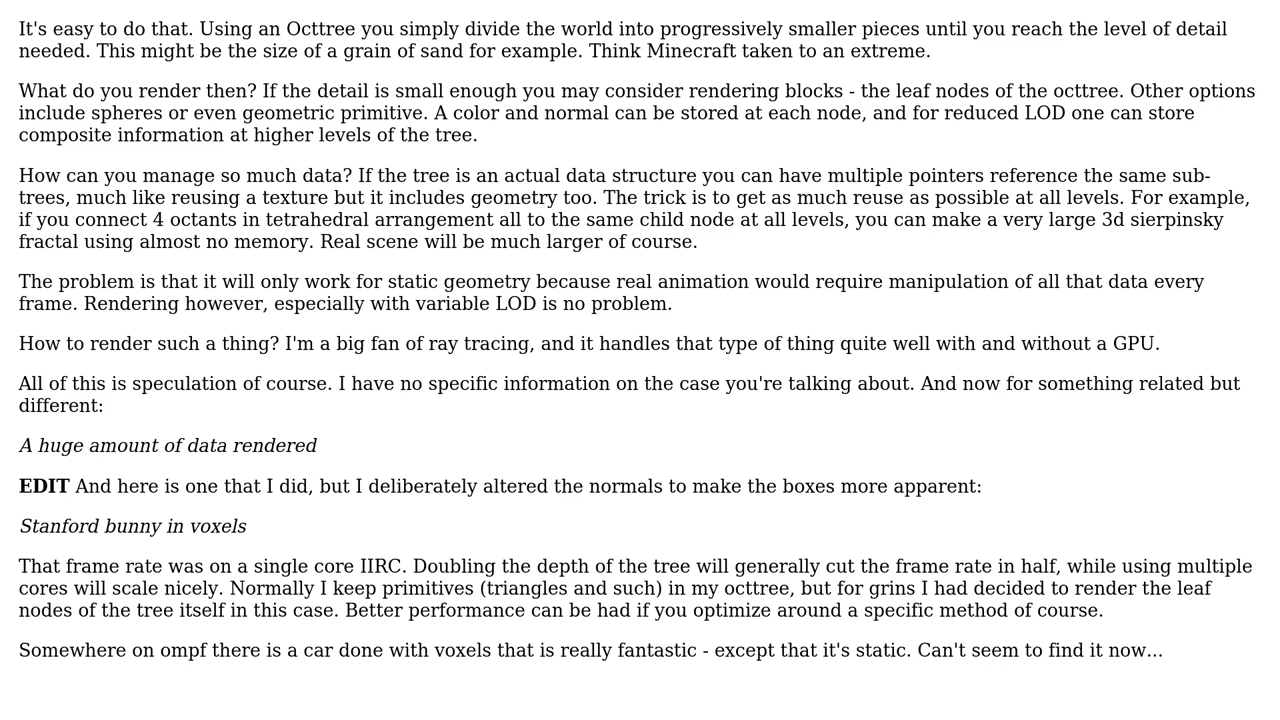 It's easy to do that. Using an Octtree you simply divide the world into progressively smaller pieces until you reach the level of detail
needed. This might be the size of a grain of sand for example. Think Minecraft taken to an extreme.
What do you render then? If the detail is small enough you may consider rendering blocks - the leaf nodes of the octtree. Other options
include spheres or even geometric primitive. A color and normal can be stored at each node, and for reduced LOD one can store
composite information at higher levels of the tree.
How can you manage so much data? If the tree is an actual data structure you can have multiple pointers reference the same sub-
trees, much like reusing a texture but it includes geometry too. The trick is to get as much reuse as possible at all levels. For example,
if you connect 4 octants in tetrahedral arrangement all to the same child node at all levels, you can make a very large 3d sierpinsky
fractal using almost no memory. Real scene will be much larger of course.
The problem is that it will only work for static geometry because real animation would require manipulation of all that data every
frame. Rendering however, especially with variable LOD is no problem.
How to render such a thing? I'm a big fan of ray tracing, and it handles that type of thing quite well with and without a GPU.
All of this is speculation of course. I have no specific information on the case you're talking about. And now for something related but
different:
A huge amount of data rendered
EDIT And here is one that I did, but I deliberately altered the normals to make the boxes more apparent:
Stanford bunny in voxels
That frame rate was on a single core IIRC. Doubling the depth of the tree will generally cut the frame rate in half, while using multiple
cores will scale nicely. Normally I keep primitives (triangles and such) in my octtree, but for grins I had decided to render the leaf
nodes of the tree itself in this case. Better performance can be had if you optimize around a specific method of course.
Somewhere on ompf there is a car done with voxels that is really fantastic - except that it's static. Can't seem to find it now...